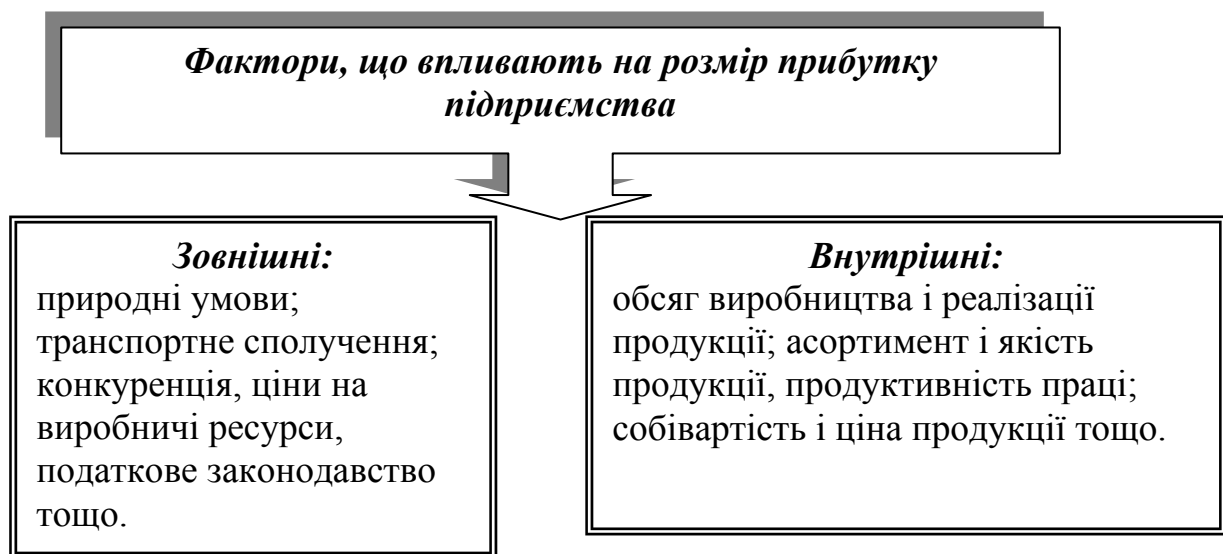 Фактори, що впливають на розмір прибутку
підприємства
Зовнішні:
природні умови;
транспортне сполучення;
конкуренція, ціни на
виробничі ресурси,
податкове законодавство
тощо.
Внутрішні:
обсяг виробництва і реалізації
продукції; асортимент і якість
продукції, продуктивність праці;
собівартість і ціна продукції тощо.